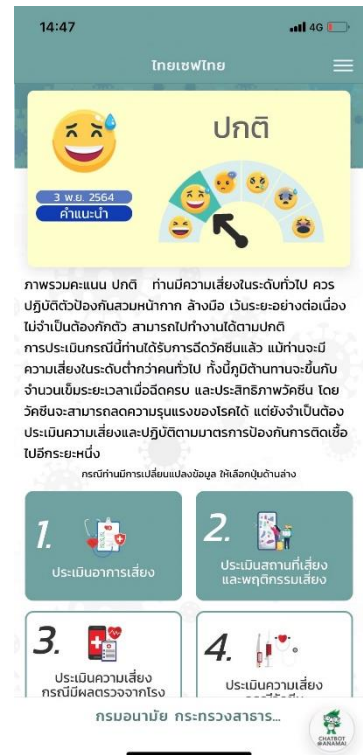 14:47
4G
ไทยเซฟไทย
ปกติ
3 พ.ย. 2564
คำแนะนำ
ภาพรวมคะแนน ปกติ ท่านมีความเสี่ยงในระดับทั่วไป ควร
ปฏิบัติตัวป้องกันสวมหน้ากาก ล้างมือ เว้นระยะอย่างต่อเนื่อง
ไม่จำเป็นต้องกักตัว สามารถไปทำงานได้ตามปกติ
การประเมินกรณีนี้ท่านได้รับการฉีดวัคซีนแล้ว แม้ท่านจะมี
ความเสี่ยงในระดับต่ำกว่าคนทั่วไป ทั้งนี้ภูมิต้านทานจะขึ้นกับ
จำนวนเข็มระยะเวลาเมื่อฉีดครบ และประสิทธิภาพวัคซีน โดย
วัคซีนจะสามารถลดความรุนแรงของโรคได้ แต่ยังจำเป็นต้อง
ประเมินความเสี่ยงและปฏิบัติตามมาตรการป้องกันการติดเชื้อ
ไปอีกระยะหนึ่ง
กรณีท่านมีการเปลี่ยนแปลงข้อมูล ให้เลือกปุ่มด้านล่าง
1.
ประเมินอาการเสี่ยง
2.
ประเมินสถานที่เสี่ยง
และพฤติกรรมเสี่ยง
3.
ประเมินความเสี่ยง
กรณีมีผลตรวจจากโรง
4.
ประเมินความเสี่ยง
กรมอนามัย กระทรวงสาธาร...
CHATBOT
@ANAMAI